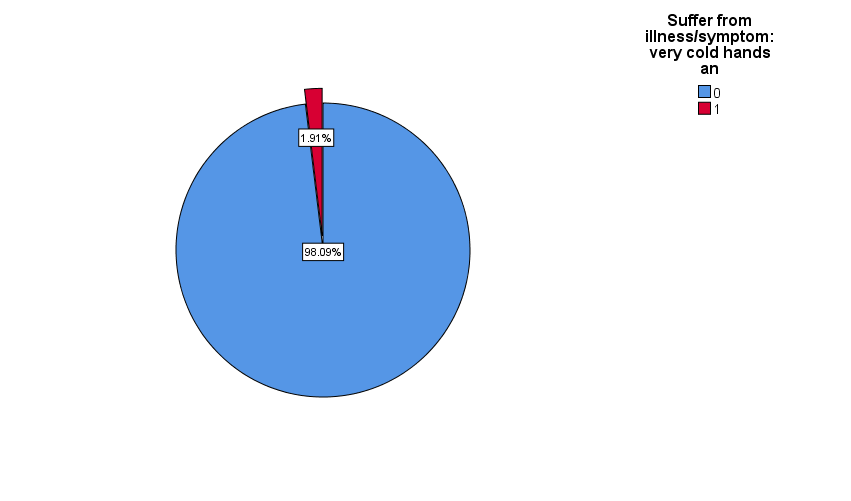 Suffer from
illness/symptom:
very cold hands
an
0
1
1.91%
98.09%